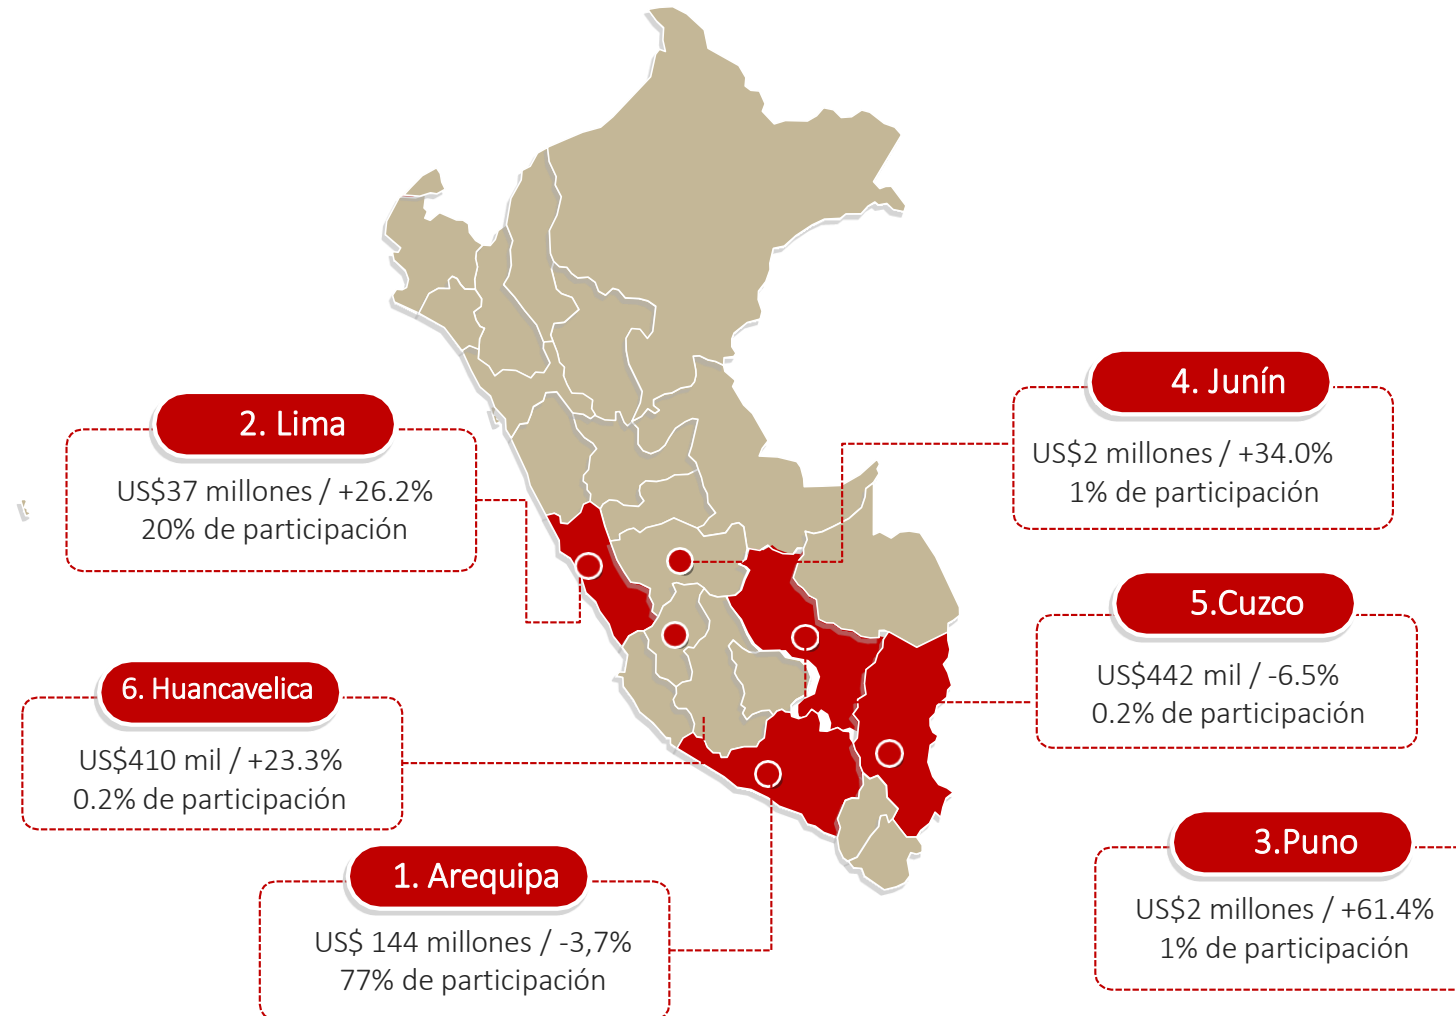 4. Junín
US$2 millones / +34.0%
1% de participación
2. Lima
US$37 millones / +26.2%
20% de participación
5.Cuzco
US$442 mil / -6.5%
0.2% de participación
6. Huancavelica
US$410 mil / +23.3%
0.2% de participación
3.Puno
US$2 millones / +61.4%
1% de participación
1. Arequipa
US$ 144 millones / -3,7%
77% de participación